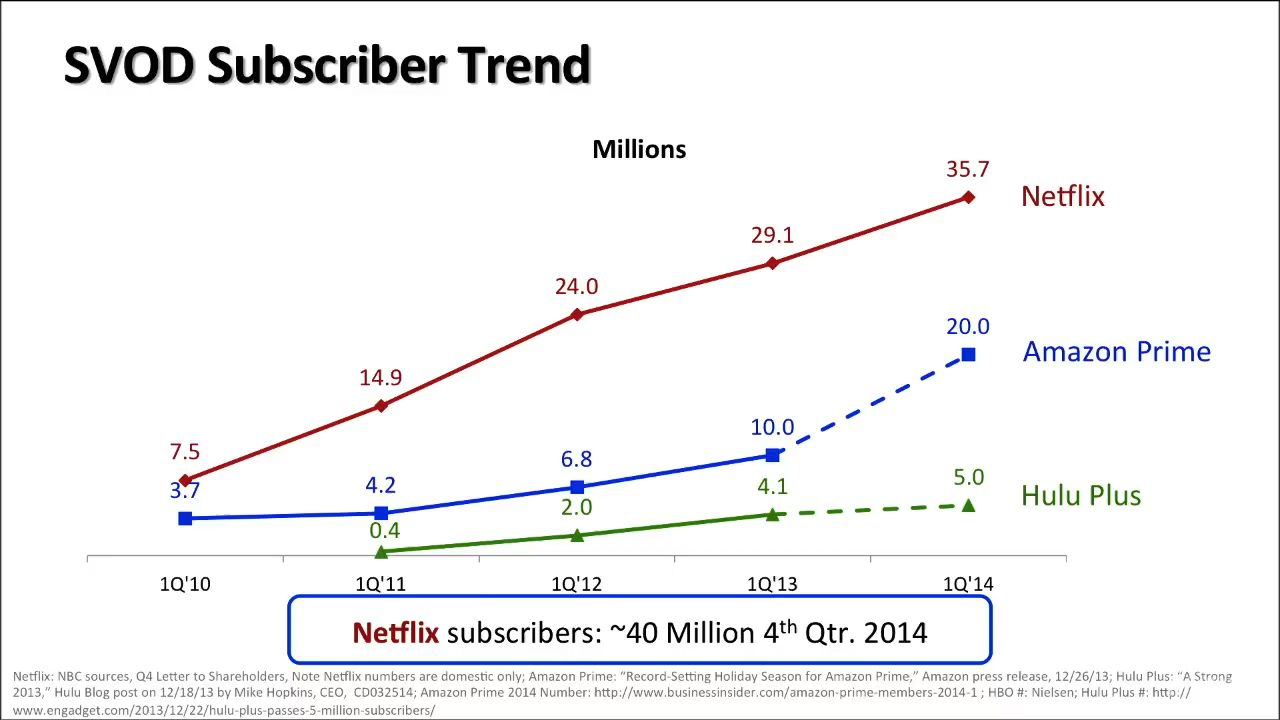 SVOD Subscriber Trend
Millions
35.7
Netflix
29.1
24.0
20.0
Amazon Prime
14.9
10.0
7.5
6.8
3.7
4.2
4.1
5.0
Hulu Plus
2.0
0.4
1Q'10 1Q'11 1Q'12 1Q'13 1Q'14
Netflix subscribers: ~40 Million 4th Qtr. 2014
Netflix: NBC sources, Q4 Letter to Shareholders, Note Netflix numbers are domestic only; Amazon Prime: “Record-Setting Holiday Season for Amazon Prime,” Amazon press release, 12/26/13; Hulu Plus: “A Strong
2013,” Hulu Blog post on 12/18/13 by Mike Hopkins, CEO, CD032514; Amazon Prime 2014 Number: http://www.businessinsider.com/amazon-prime-members-2014-1 ; HBO #: Nielsen; Hulu Plus #: http://
www.engadget.com/2013/12/22/hulu-plus-passes-5-million-subscribers/